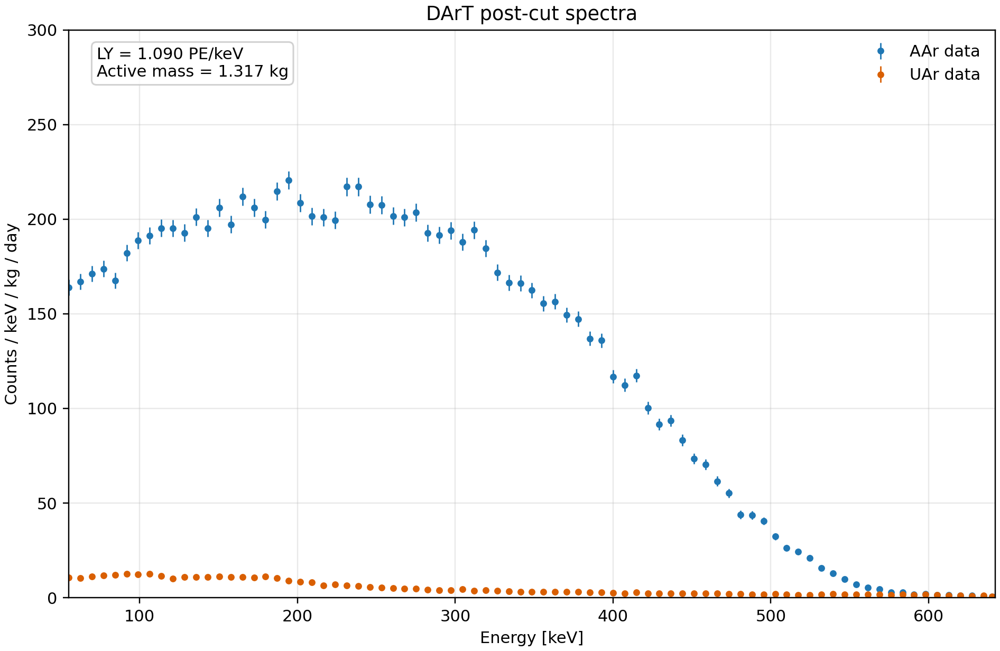 DArT post-cut spectra
LY = 1.090 PE/keV
Active mass = 1.317 kg
AAr data
UAr data
Counts / keV / kg / day
300
250
200
150
100
50
0
100
200
300
400
500
600
Energy [keV]